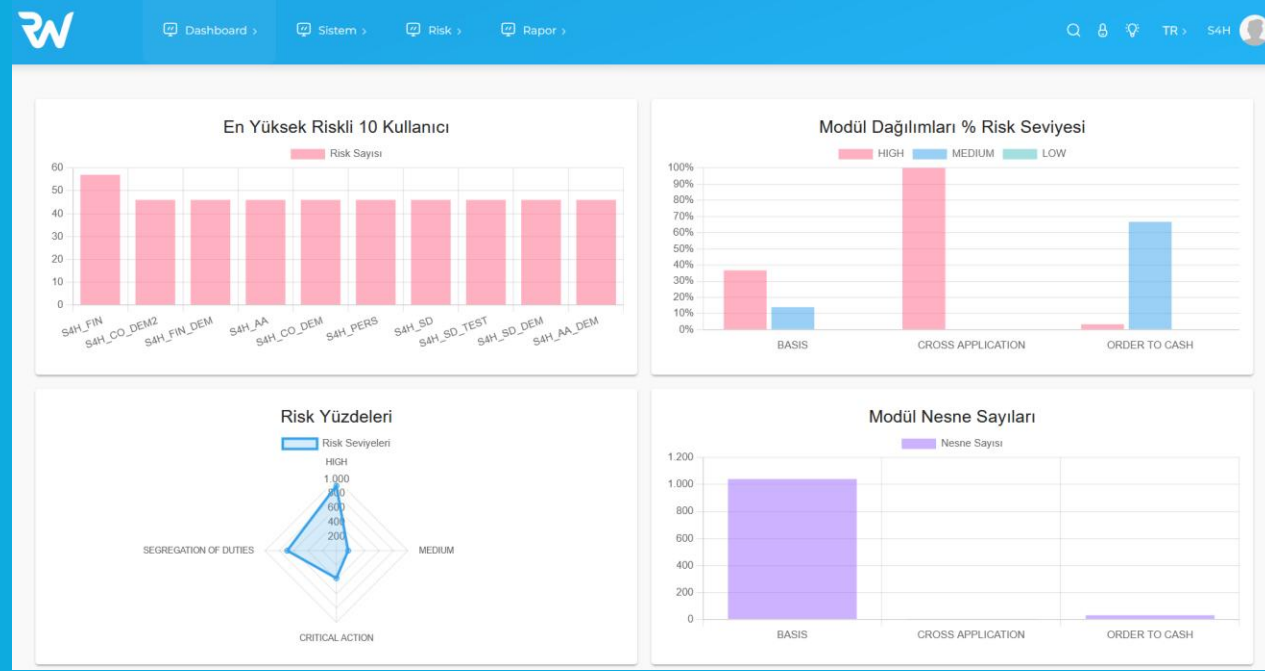 RW
Dashboard >
Sistem >
Risk >
Rapor >
TR >
S4H
En Yüksek Riskli 10 Kullanıcı
Risk Sayısı
60
50
40
30
20
10
0
S4H_FIN
S4H_CO_DEM2
S4H_FIN_DEM
S4H_AA
S4H_CO_DEM
S4H_PERS
S4H_SD
S4H_SD_TEST
S4H_SD_DEM
S4H_AA_DEM
Modül Dağılımları % Risk Seviyesi
HIGH MEDIUM LOW
100%
90%
80%
70%
60%
50%
40%
30%
20%
10%
0%
BASIS
CROSS APPLICATION
ORDER TO CASH
Risk Yüzdeleri
Risk Seviyeleri
HIGH
1.000
800
600
400
200
SEGREGATION OF DUTIES
MEDIUM
CRITICAL ACTION
Modül Nesne Sayıları
Nesne Sayısı
1.200
1.000
800
600
400
200
0
BASIS
CROSS APPLICATION
ORDER TO CASH